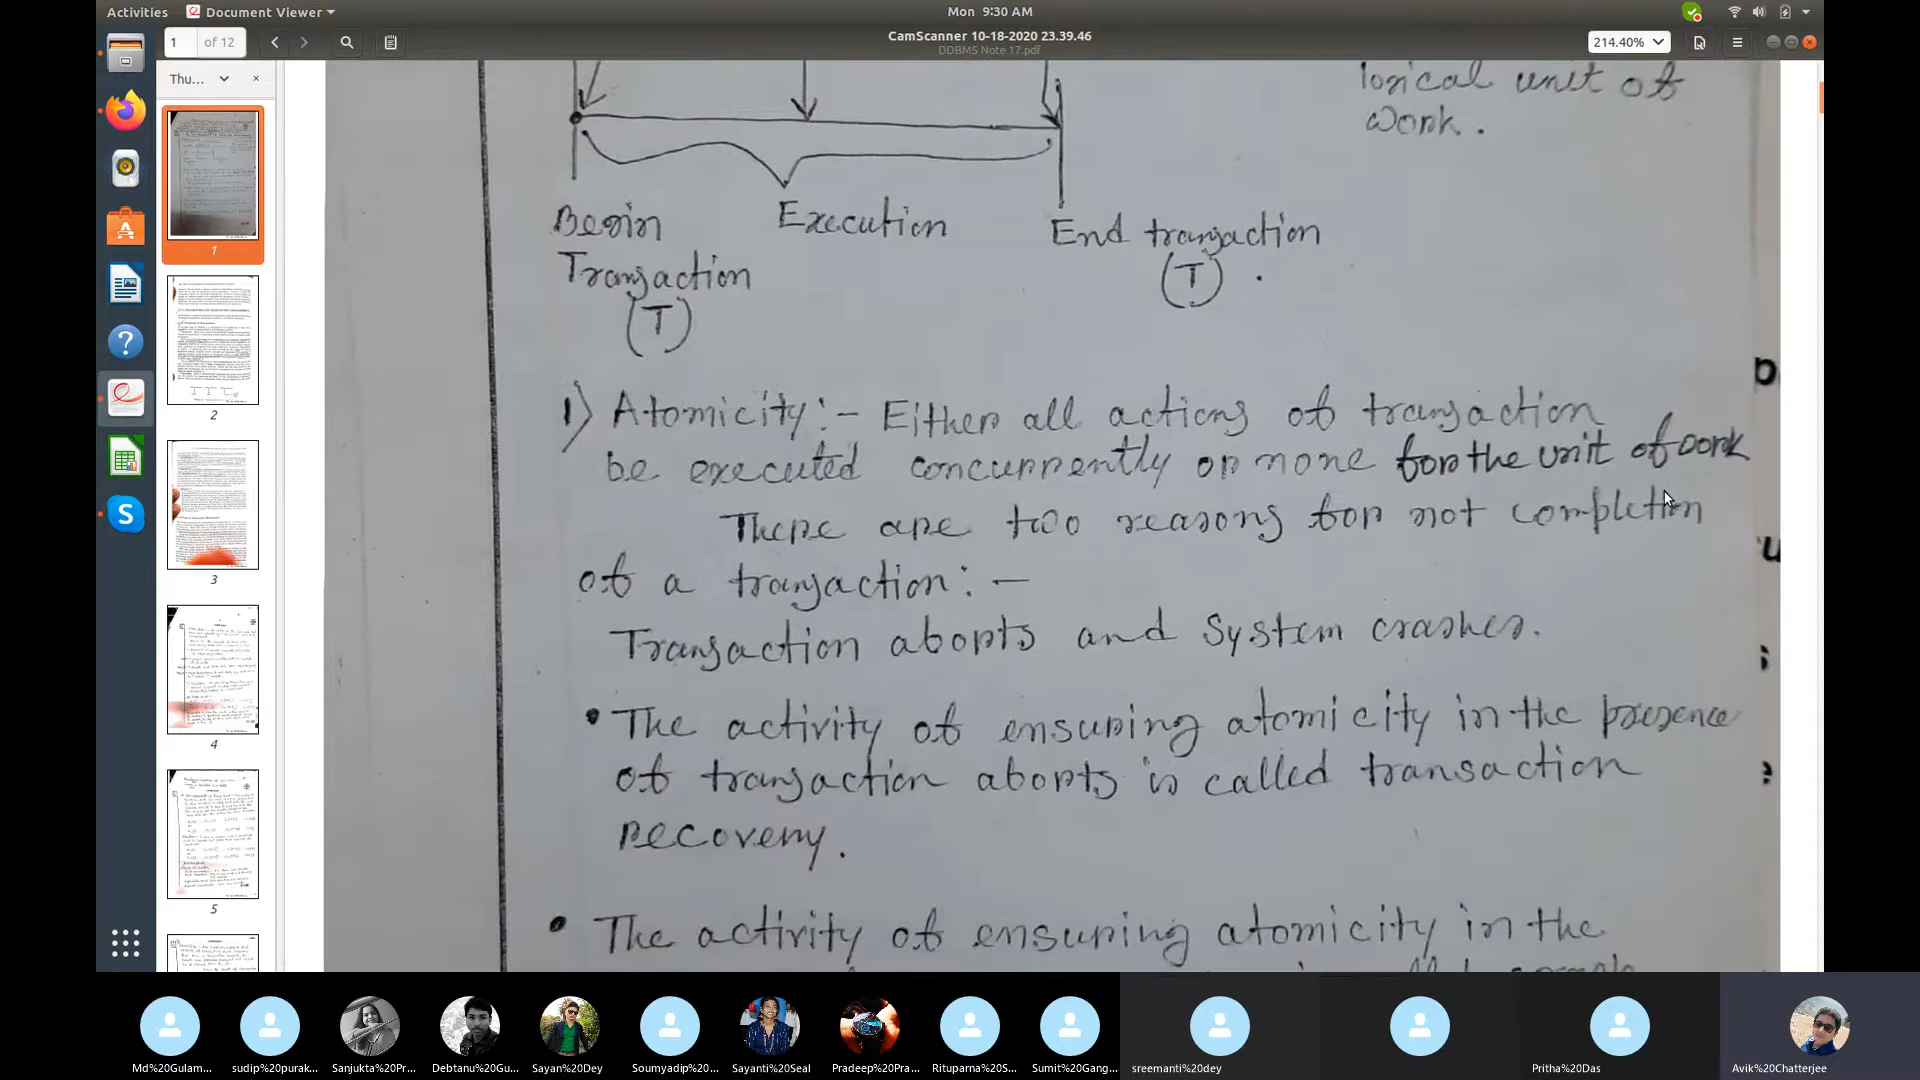 Activities Document Viewer Mon 9:30 AM
1 of 12 CamScanner 10-18-2020 23.39.46 214.40%
DDBMS Note 17.pdf
Thu...
logical unit of
work.
Begin Execution End transaction
Transaction (T) .
(T)
1) Atomicity:- Either all actions of transaction
be executed concurrently or none for the unit of work
There are two reasons for not completion
of a transaction:-
Transaction aborts and System crashes.
• The activity of ensuring atomicity in the presence
of transaction aborts is called transaction
recovery.
• The activity of ensuring atomicity in the
1
2
3
4
5
Md%20Gulam... sudip%20purak... Sanjukta%20Pr... Debtanu%20Gu... Sayan%20Dey Soumyadip%20... Sayanti%20Seal Pradeep%20Pra... Rituparna%20S... Sumit%20Gang... sreemanti%20dey Pritha%20Das Avik%20Chatterjee